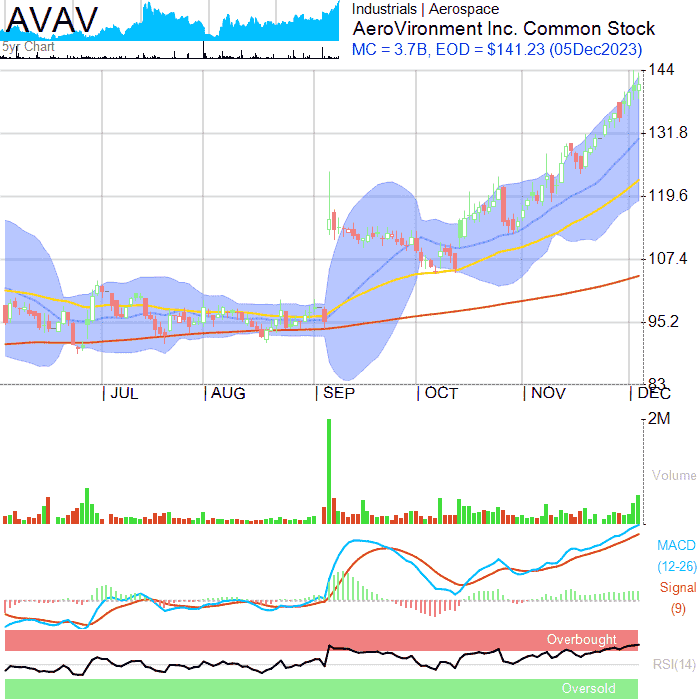 AVAV
5yr Chart
Industrials | Aerospace
AeroVironment Inc. Common Stock
MC = 3.7B, EOD = $141.23 (05Dec2023)
144
131.8
119.6
107.4
95.2
83
JUL AUG SEP OCT NOV DEC
2M
Volume
MACD
(12-26)
Signal
(9)
Overbought
RSI(14)
Oversold